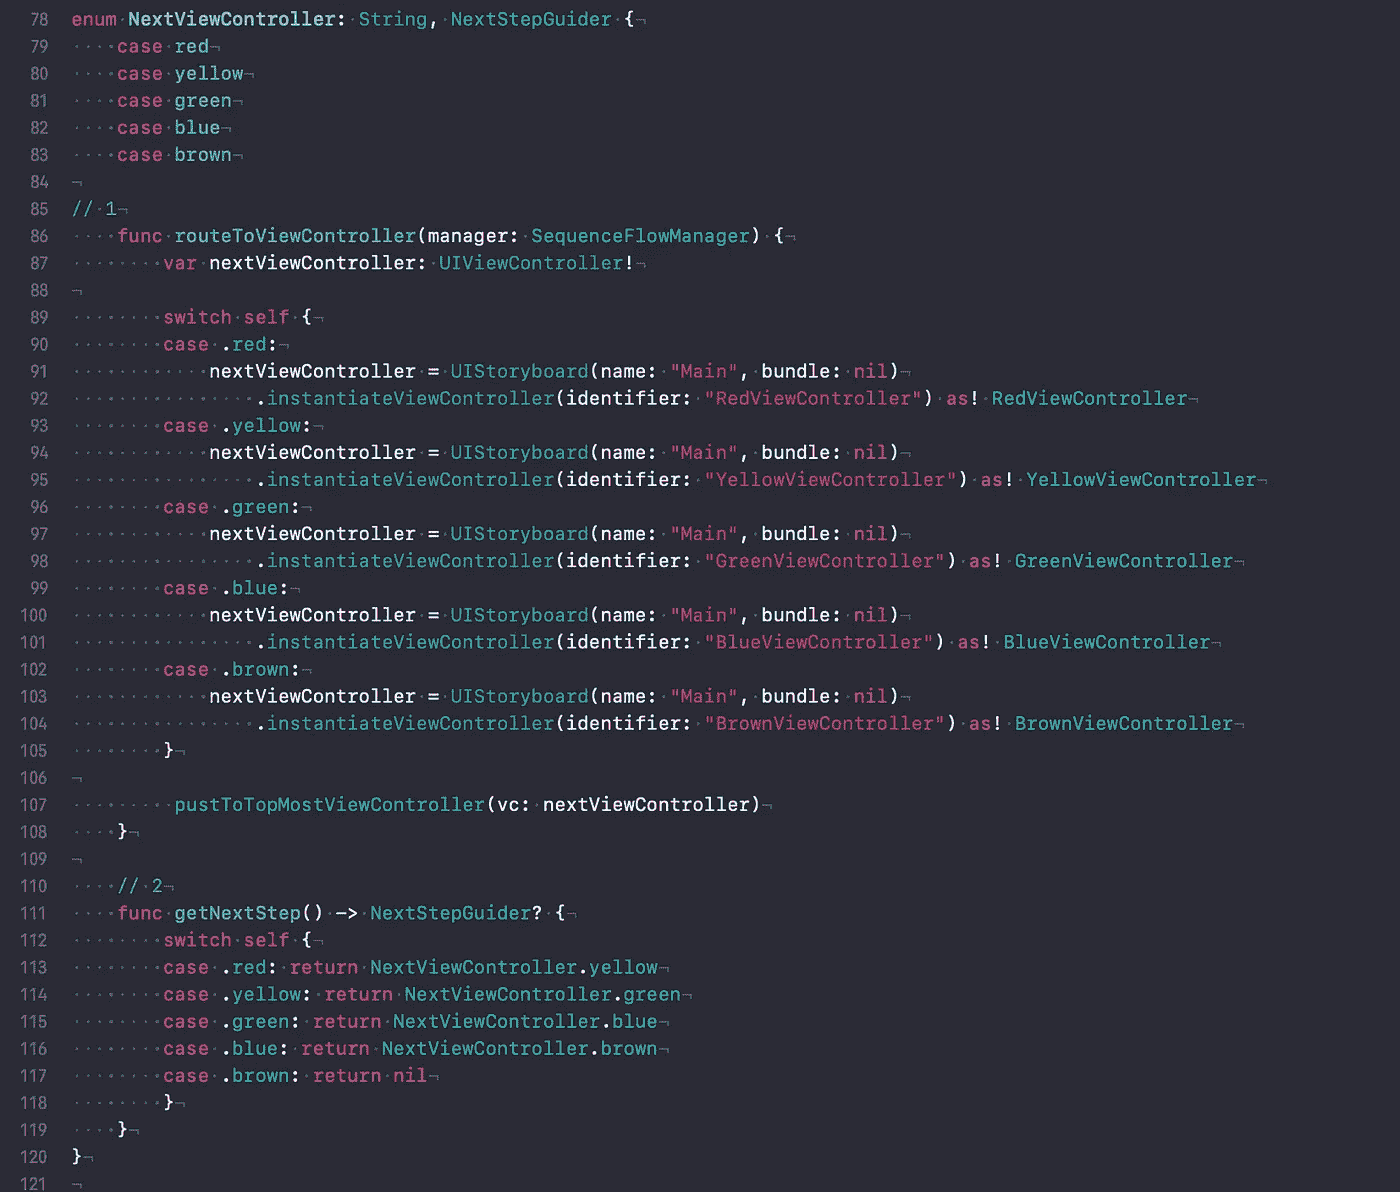 78 enum NextViewController: String, NextStepGuider {¬
79 ····case·red¬
80 ····case·yellow¬
81 ····case·green¬
82 ····case·blue¬
83 ····case·brown¬
84 ¬
85 // 1¬
86 ····func routeToViewController(manager: SequenceFlowManager) {¬
87 ········var nextViewController: UIViewController!¬
88 ¬
89 ········switch self {¬
90 ········case .red:¬
91 ············nextViewController = UIStoryboard(name: "Main", bundle: nil)¬
92 ················.instantiateViewController(identifier: "RedViewController") as! RedViewController¬
93 ········case .yellow:¬
94 ············nextViewController = UIStoryboard(name: "Main", bundle: nil)¬
95 ················.instantiateViewController(identifier: "YellowViewController") as! YellowViewController¬
96 ········case .green:¬
97 ············nextViewController = UIStoryboard(name: "Main", bundle: nil)¬
98 ················.instantiateViewController(identifier: "GreenViewController") as! GreenViewController¬
99 ········case .blue:¬
100 ············nextViewController = UIStoryboard(name: "Main", bundle: nil)¬
101 ················.instantiateViewController(identifier: "BlueViewController") as! BlueViewController¬
102 ········case .brown:¬
103 ············nextViewController = UIStoryboard(name: "Main", bundle: nil)¬
104 ················.instantiateViewController(identifier: "BrownViewController") as! BrownViewController¬
105 ········}¬
106 ¬
107 ·········pustToTopMostViewController(vc: nextViewController)¬
108 ····}¬
109 ¬
110 ····// 2¬
111 ····func getNextStep() -> NextStepGuider? {¬
112 ········switch self {¬
113 ········case .red: return NextViewController.yellow¬
114 ········case .yellow: return NextViewController.green¬
115 ········case .green: return NextViewController.blue¬
116 ········case .blue: return NextViewController.brown¬
117 ········case .brown: return nil¬
118 ········}¬
119 ····}¬
120 }¬
121 ¬